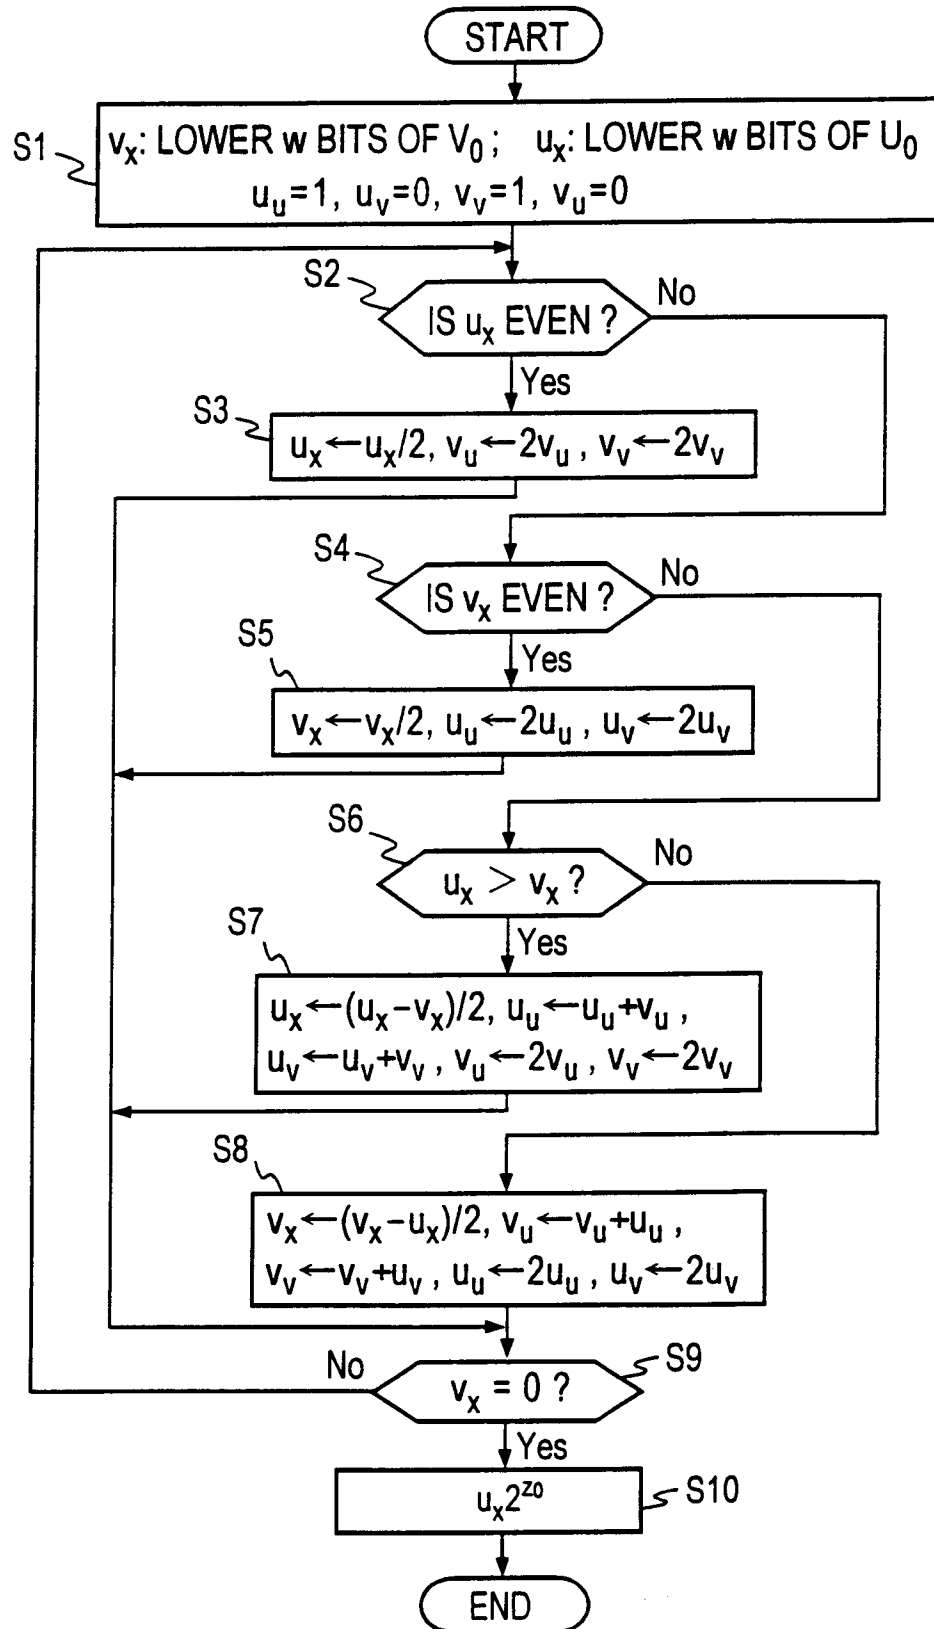 START
S1
vₓ: LOWER w BITS OF V₀ ; uₓ: LOWER w BITS OF U₀
uᵤ=1, uᵥ=0, vᵥ=1, vᵤ=0
S2
IS uₓ EVEN ?
No
Yes
S3
uₓ←uₓ/2, vᵤ←2vᵤ , vᵥ←2vᵥ
S4
IS vₓ EVEN ?
No
Yes
S5
vₓ←vₓ/2, uᵤ←2uᵤ , uᵥ←2uᵥ
S6
uₓ > vₓ ?
No
Yes
S7
uₓ←(uₓ-vₓ)/2, uᵤ←uᵤ+vᵤ ,
uᵥ←uᵥ+vᵥ , vᵤ←2vᵤ , vᵥ←2vᵥ
S8
vₓ←(vₓ-uₓ)/2, vᵤ←vᵤ+uᵤ ,
vᵥ←vᵥ+uᵥ , uᵤ←2uᵤ , uᵥ←2uᵥ
No
S9
vₓ = 0 ?
Yes
uₓ2^z0
S10
END